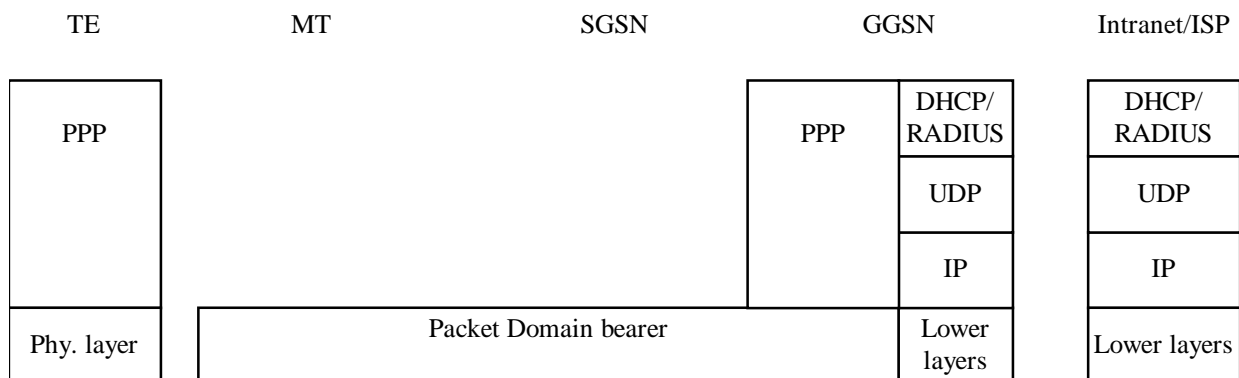 TE MT SGSN GGSN Intranet/ISP
PPP PPP DHCP/ DHCP/
RADIUS RADIUS
UDP UDP
IP IP
Phy. layer Packet Domain bearer Lower Lower layers
layers